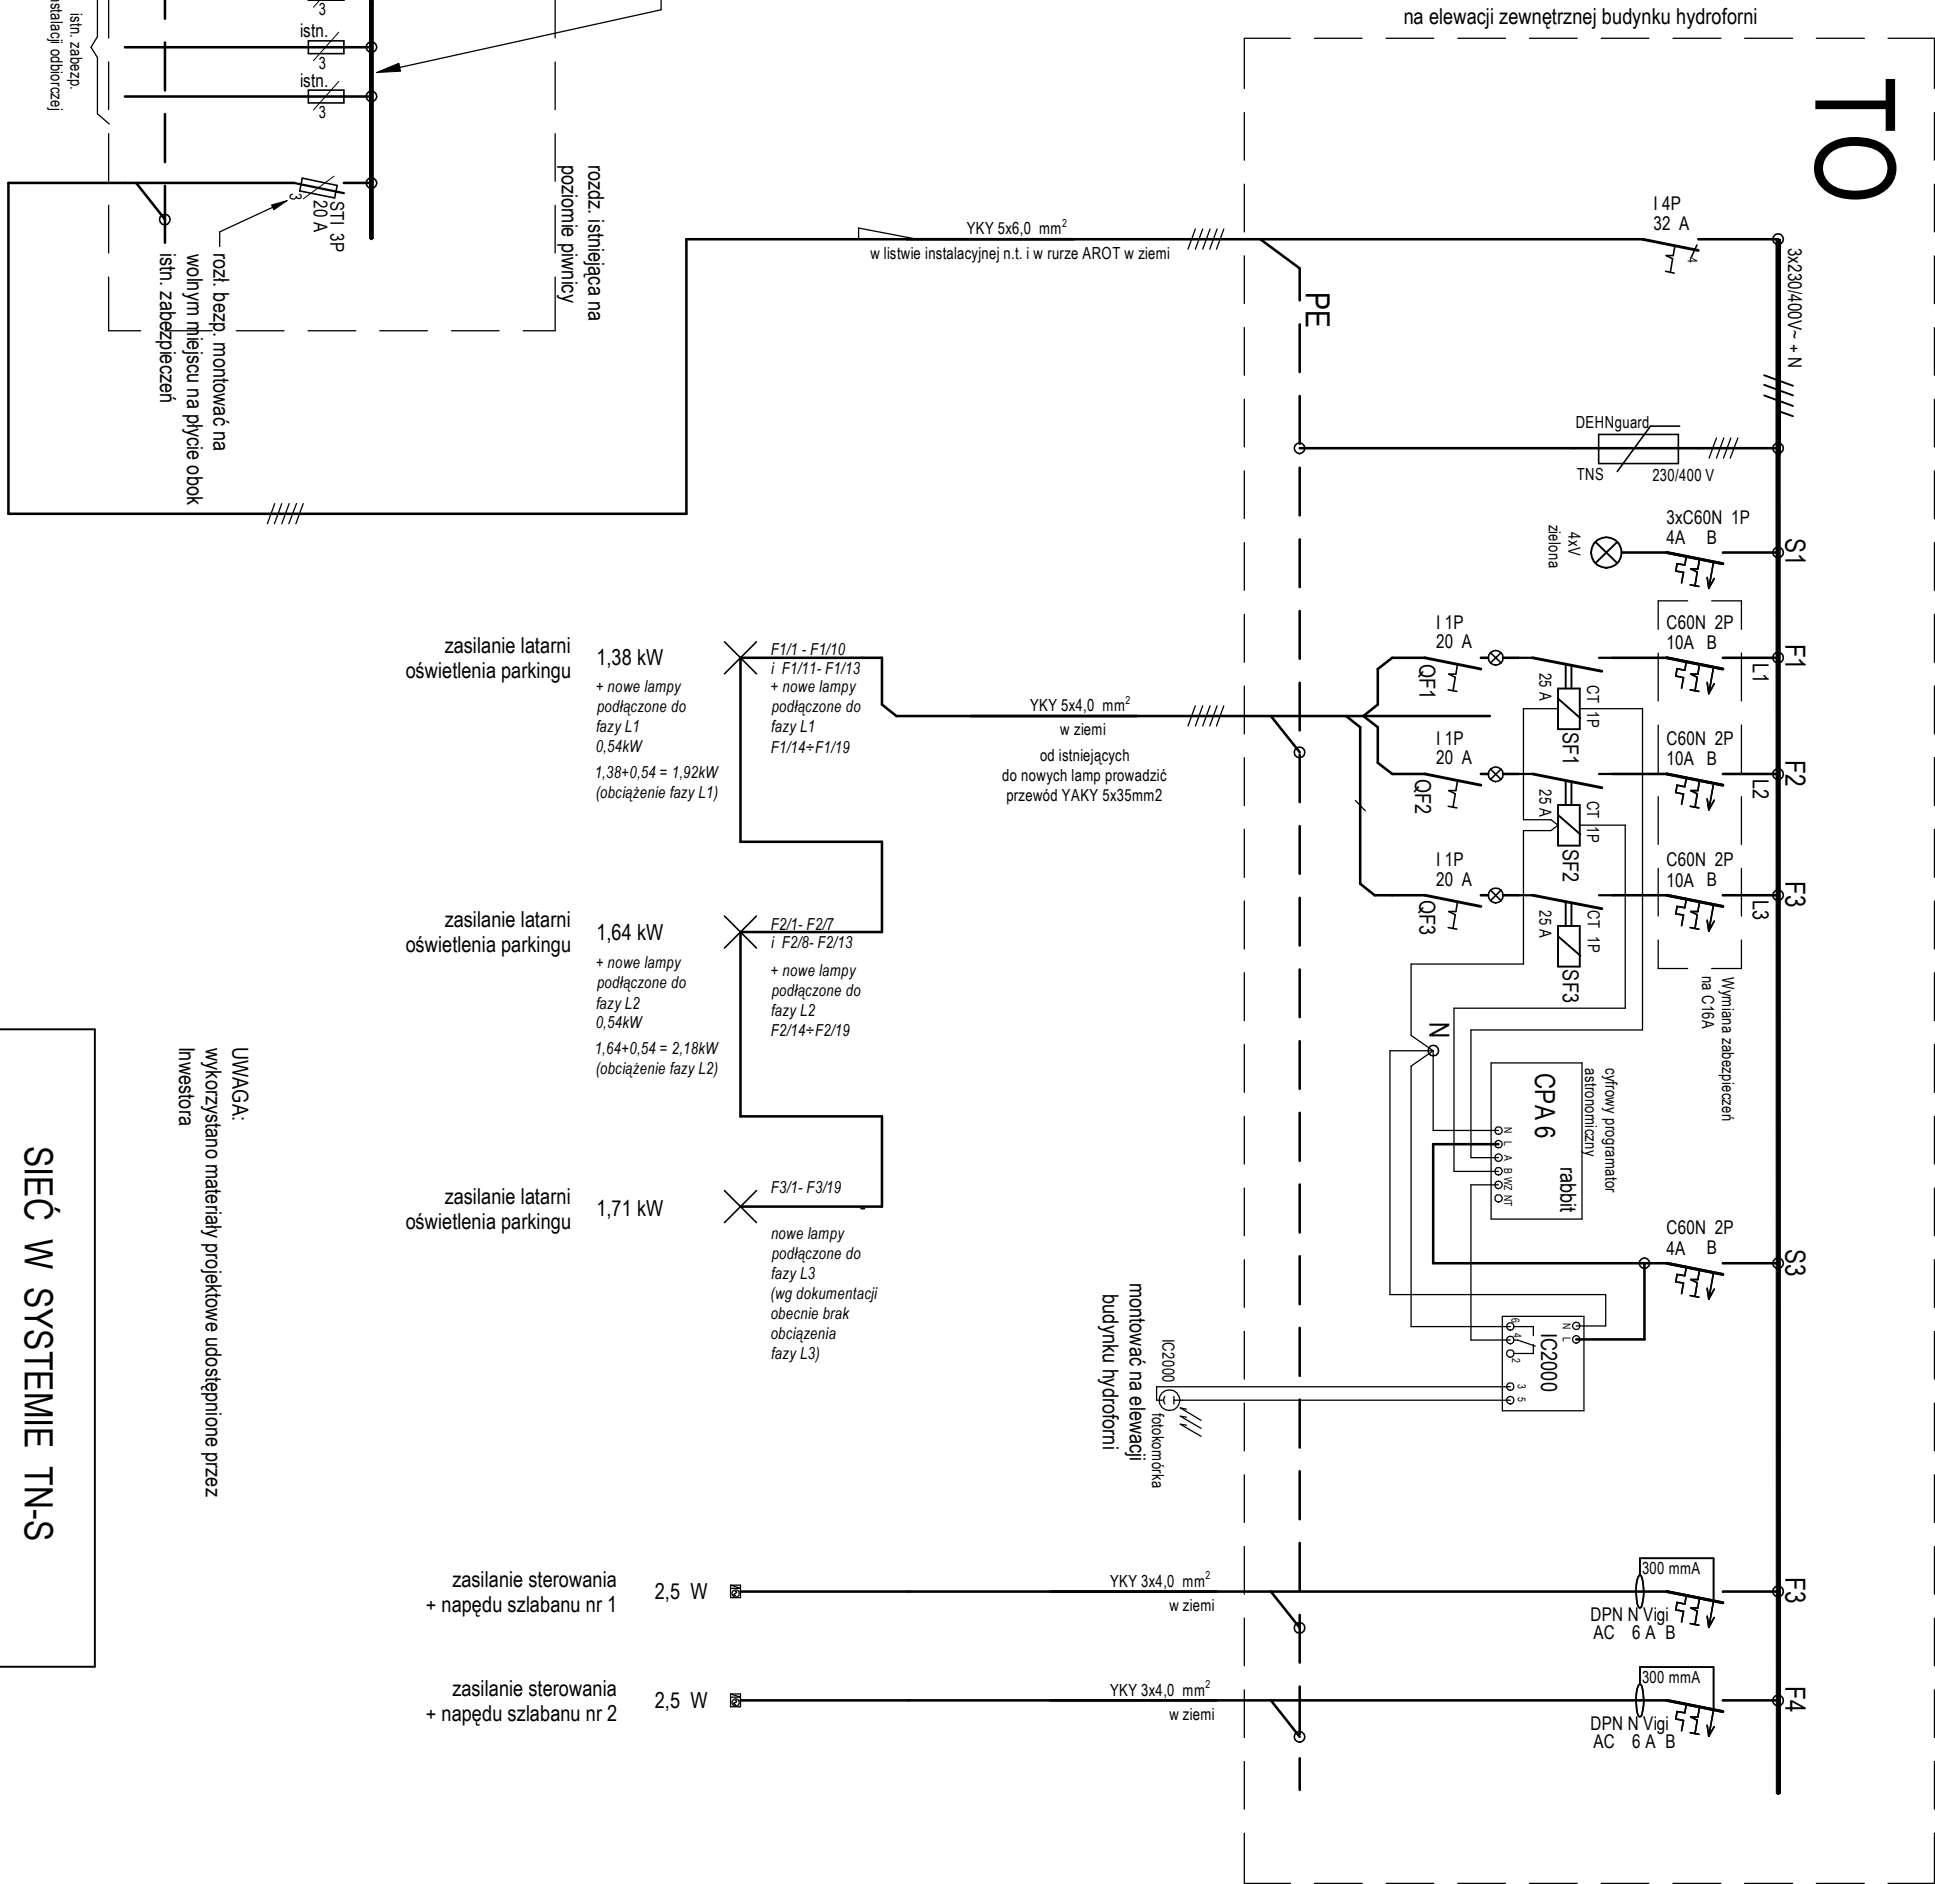 na elewacji zewnętrznej budynku hydroforni
TO
istn. zabezp.
stalacji odbiorczej
3
istn.
3
istn.
3
STI 3P
20 A
3
rozdz. istniejąca na
poziomie piwnicy
rozł. bezp. montować na
wolnym miejscu na płycie obok
istn. zabezpieczeń
YKY 5x6,0 mm²
w listwie instalacyjnej n.t. i w rurze AROT w ziemi
PE
I 4P
32 A
4
3x230/400V~ + N
DEHNguard
TNS
230/400 V
3xC60N 1P
4A B
S1
4xV
zielona
C60N 2P
10A B
F1
L1
I 1P
20 A
QF1
CT 1P
25 A
SF1
C60N 2P
10A B
F2
L2
I 1P
20 A
QF2
CT 1P
25 A
SF2
C60N 2P
10A B
F3
L3
I 1P
20 A
QF3
CT 1P
25 A
SF3
Wymiana zabezpieczeń
na C16A
YKY 5x4,0 mm²
w ziemi
od istniejących
do nowych lamp prowadzić
przewód YAKY 5x35mm2
zasilanie latarni
oświetlenia parkingu
1,38 kW
+ nowe lampy
podłączone do
fazy L1
0,54kW
1,38+0,54 = 1,92kW
(obciążenie fazy L1)
F1/1 - F1/10
i F1/11- F1/13
+ nowe lampy
podłączone do
fazy L1
F1/14÷F1/19
zasilanie latarni
oświetlenia parkingu
1,64 kW
+ nowe lampy
podłączone do
fazy L2
0,54kW
1,64+0,54 = 2,18kW
(obciążenie fazy L2)
F2/1- F2/7
i F2/8- F2/13
+ nowe lampy
podłączone do
fazy L2
F2/14÷F2/19
zasilanie latarni
oświetlenia parkingu
1,71 kW
F3/1- F3/19
nowe lampy
podłączone do
fazy L3
(wg dokumentacji
obecnie brak
obciązenia
fazy L3)
N
cyfrowy programator
astronomiczny
CPA 6
rabbit
N L A B WZ NT
C60N 2P
4A B
S3
N L
IC2000
6 4 2 3 5
IC2000
fotokomórka
montować na elewacji
budynku hydroforni
UWAGA:
wykorzystano materiały projektowe udostępnione przez
Inwestora
SIEĆ W SYSTEMIE TN-S
zasilanie sterowania
+ napędu szlabanu nr 1
2,5 W
YKY 3x4,0 mm²
w ziemi
300 mmA
DPN N Vigi
AC 6 A B
F3
zasilanie sterowania
+ napędu szlabanu nr 2
2,5 W
YKY 3x4,0 mm²
w ziemi
300 mmA
DPN N Vigi
AC 6 A B
F4